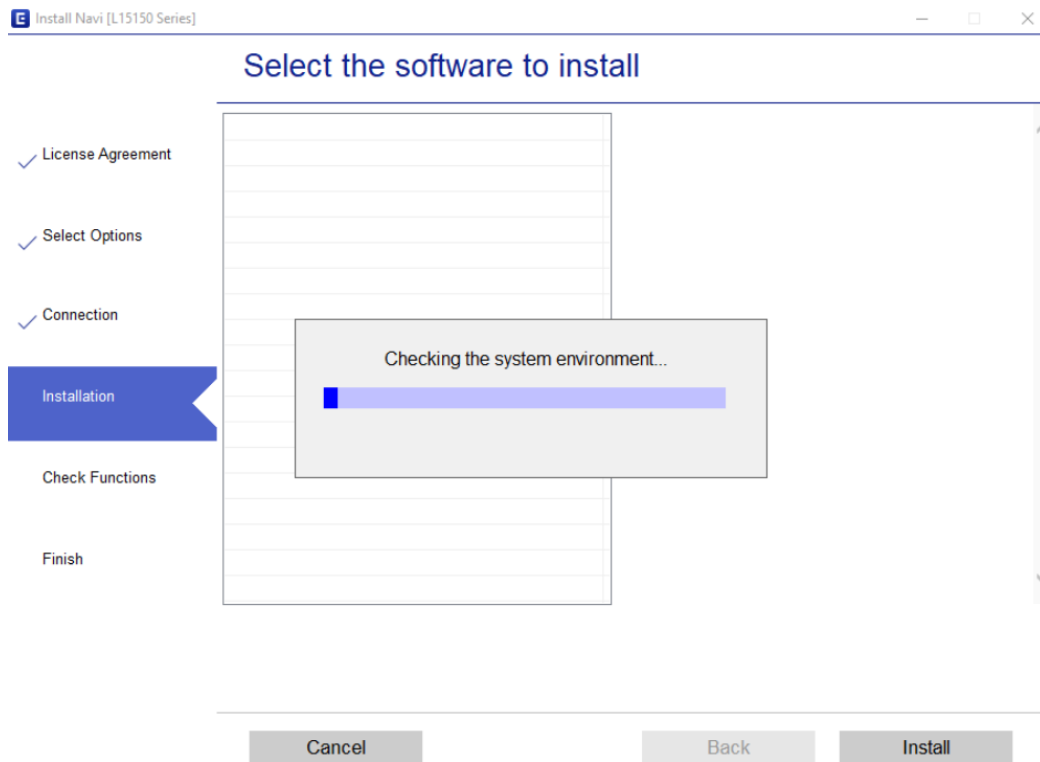 E Install Navi [L15150 Series]
Select the software to install
License Agreement
Select Options
Connection
Installation
Check Functions
Finish
Checking the system environment...
Cancel
Back
Install